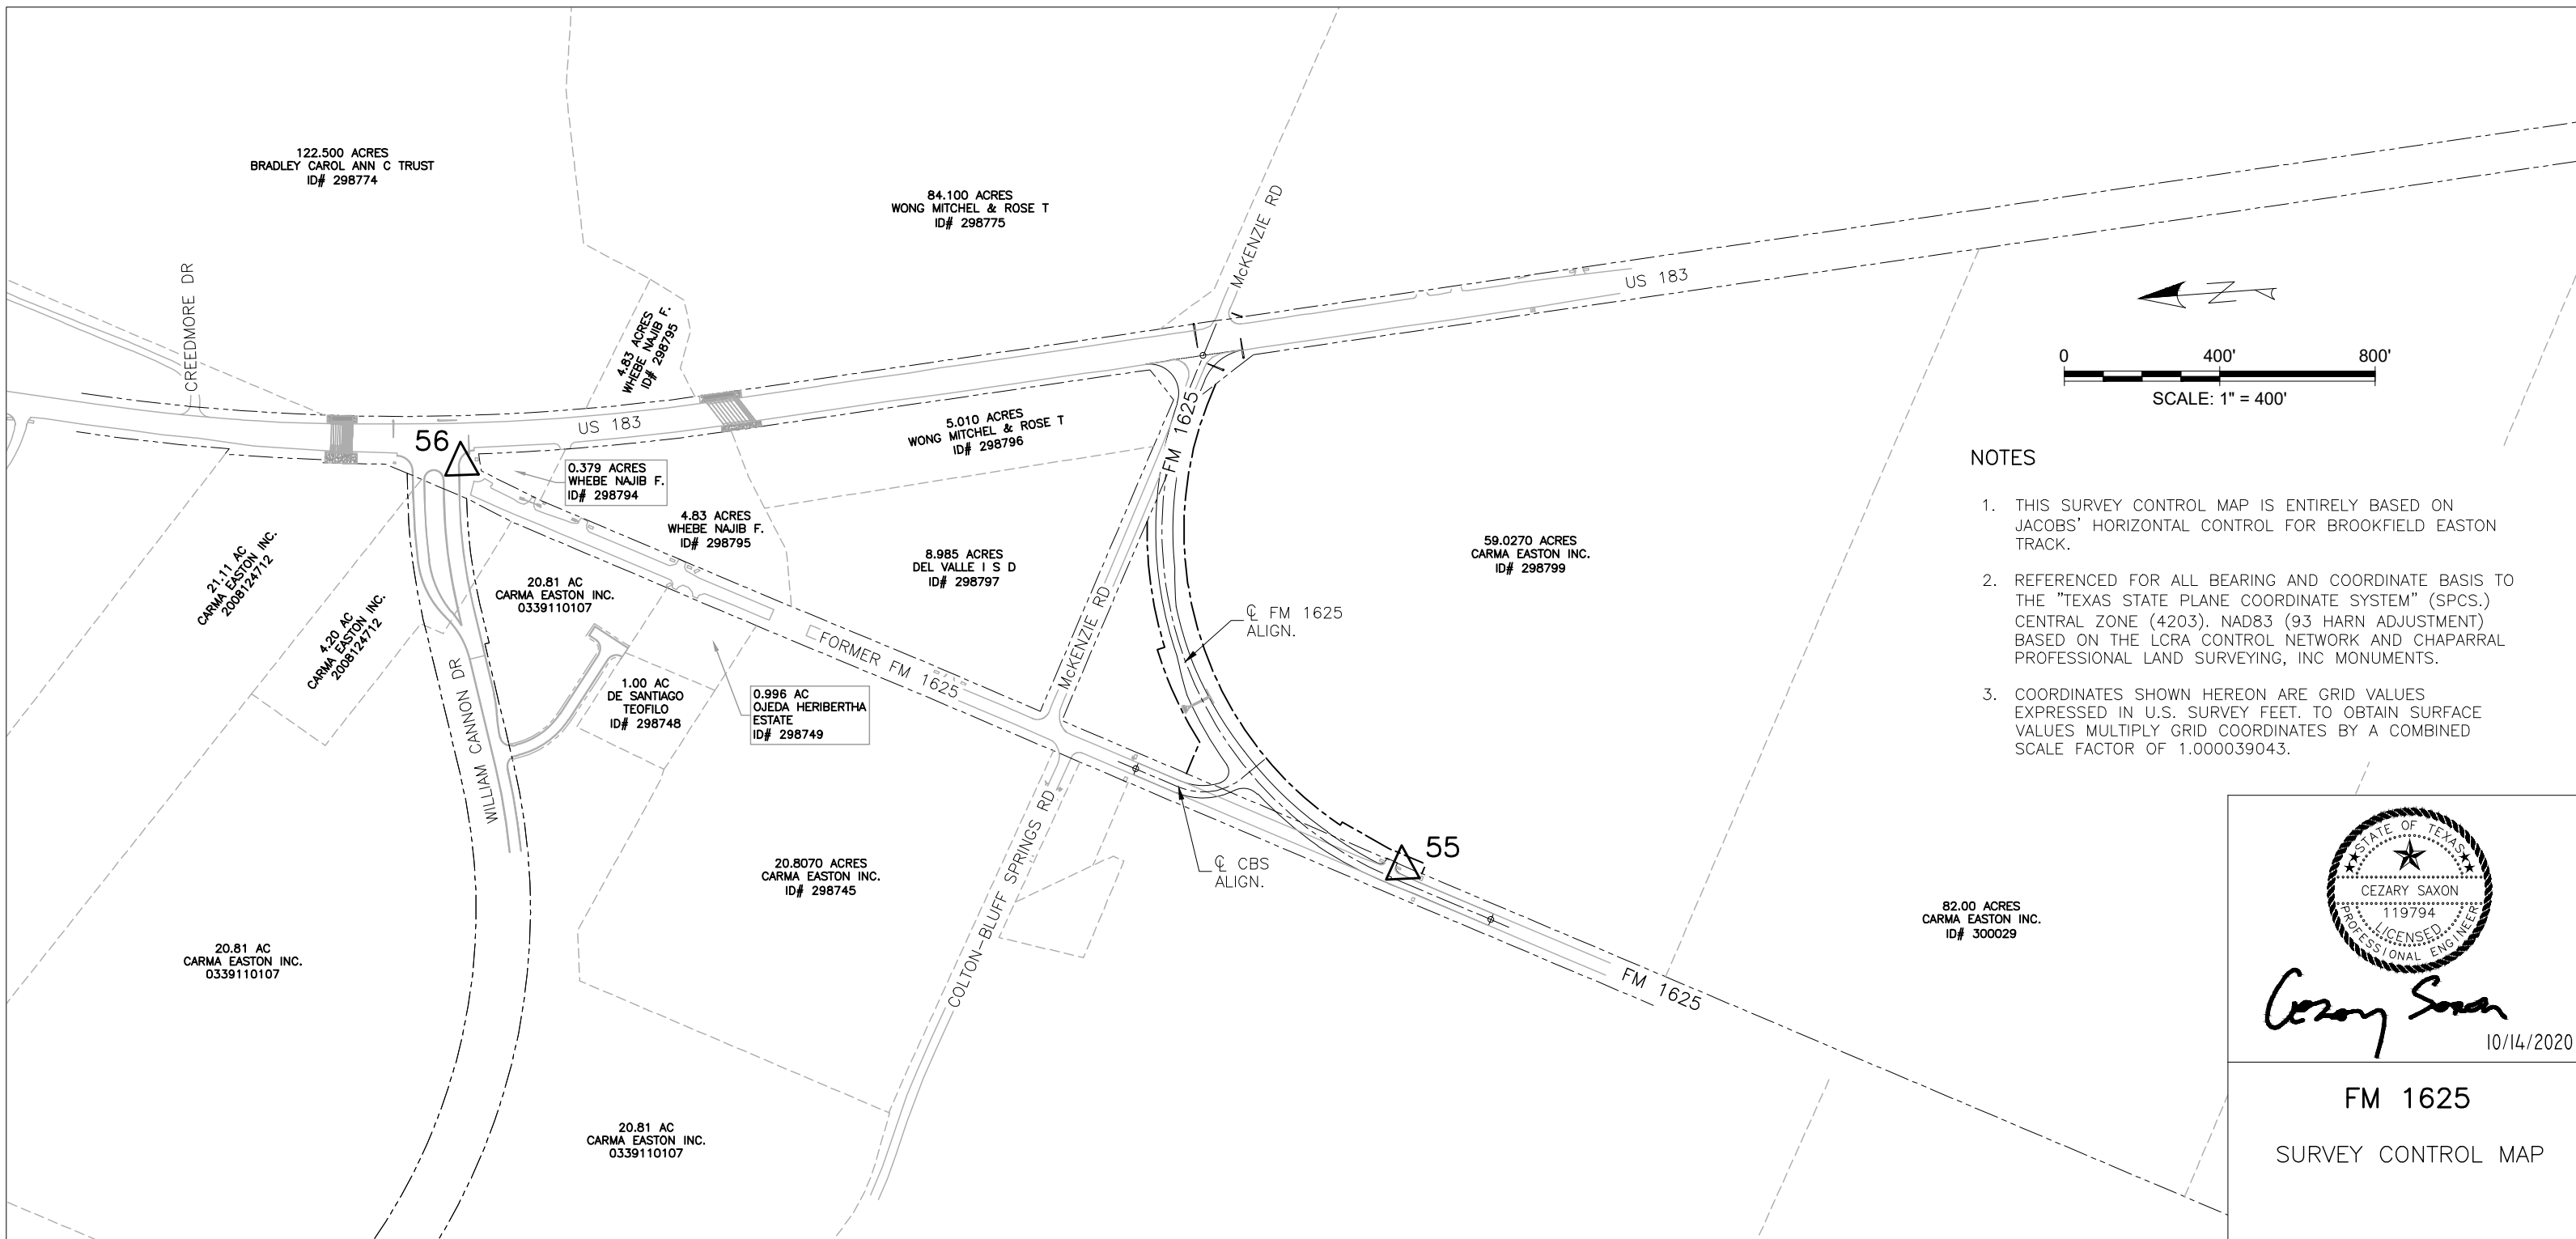 122.500 ACRES
BRADLEY CAROL ANN C TRUST
ID# 298774
84.100 ACRES
WONG MITCHEL & ROSE T
ID# 298775
McKENZIE RD
CREEDMORE DR
4.83 ACRES
WHEBE NAJIB F.
ID# 298795
US 183
US 183
N
0 400' 800'
SCALE: 1" = 400'
56
5.010 ACRES
WONG MITCHEL & ROSE T
ID# 298796
FM 1625
0.379 ACRES
WHEBE NAJIB F.
ID# 298794
4.83 ACRES
WHEBE NAJIB F.
ID# 298795
8.985 ACRES
DEL VALLE I S D
ID# 298797
59.0270 ACRES
CARMA EASTON INC.
ID# 298799
21.11 AC
CARMA EASTON INC.
2008124712
4.20 AC
CARMA EASTON INC.
2008124712
20.81 AC
CARMA EASTON INC.
0339110107
℄ FM 1625
ALIGN.
McKENZIE RD
FORMER FM 1625
WILLIAM CANNON DR
1.00 AC
DE SANTIAGO
TEOFILO
ID# 298748
0.996 AC
OJEDA HERIBERTHA
ESTATE
ID# 298749
COLTON-BLUFF SPRINGS RD
20.8070 ACRES
CARMA EASTON INC.
ID# 298745
℄ CBS
ALIGN.
55
82.00 ACRES
CARMA EASTON INC.
ID# 300029
20.81 AC
CARMA EASTON INC.
0339110107
FM 1625
20.81 AC
CARMA EASTON INC.
0339110107
NOTES
1. THIS SURVEY CONTROL MAP IS ENTIRELY BASED ON
JACOBS' HORIZONTAL CONTROL FOR BROOKFIELD EASTON
TRACK.
2. REFERENCED FOR ALL BEARING AND COORDINATE BASIS TO
THE "TEXAS STATE PLANE COORDINATE SYSTEM" (SPCS.)
CENTRAL ZONE (4203). NAD83 (93 HARN ADJUSTMENT)
BASED ON THE LCRA CONTROL NETWORK AND CHAPARRAL
PROFESSIONAL LAND SURVEYING, INC MONUMENTS.
3. COORDINATES SHOWN HEREON ARE GRID VALUES
EXPRESSED IN U.S. SURVEY FEET. TO OBTAIN SURFACE
VALUES MULTIPLY GRID COORDINATES BY A COMBINED
SCALE FACTOR OF 1.000039043.
STATE OF TEXAS
CEZARY SAXON
119794
LICENSED
PROFESSIONAL ENGINEER
Cezary Saxon
10/14/2020
FM 1625
SURVEY CONTROL MAP